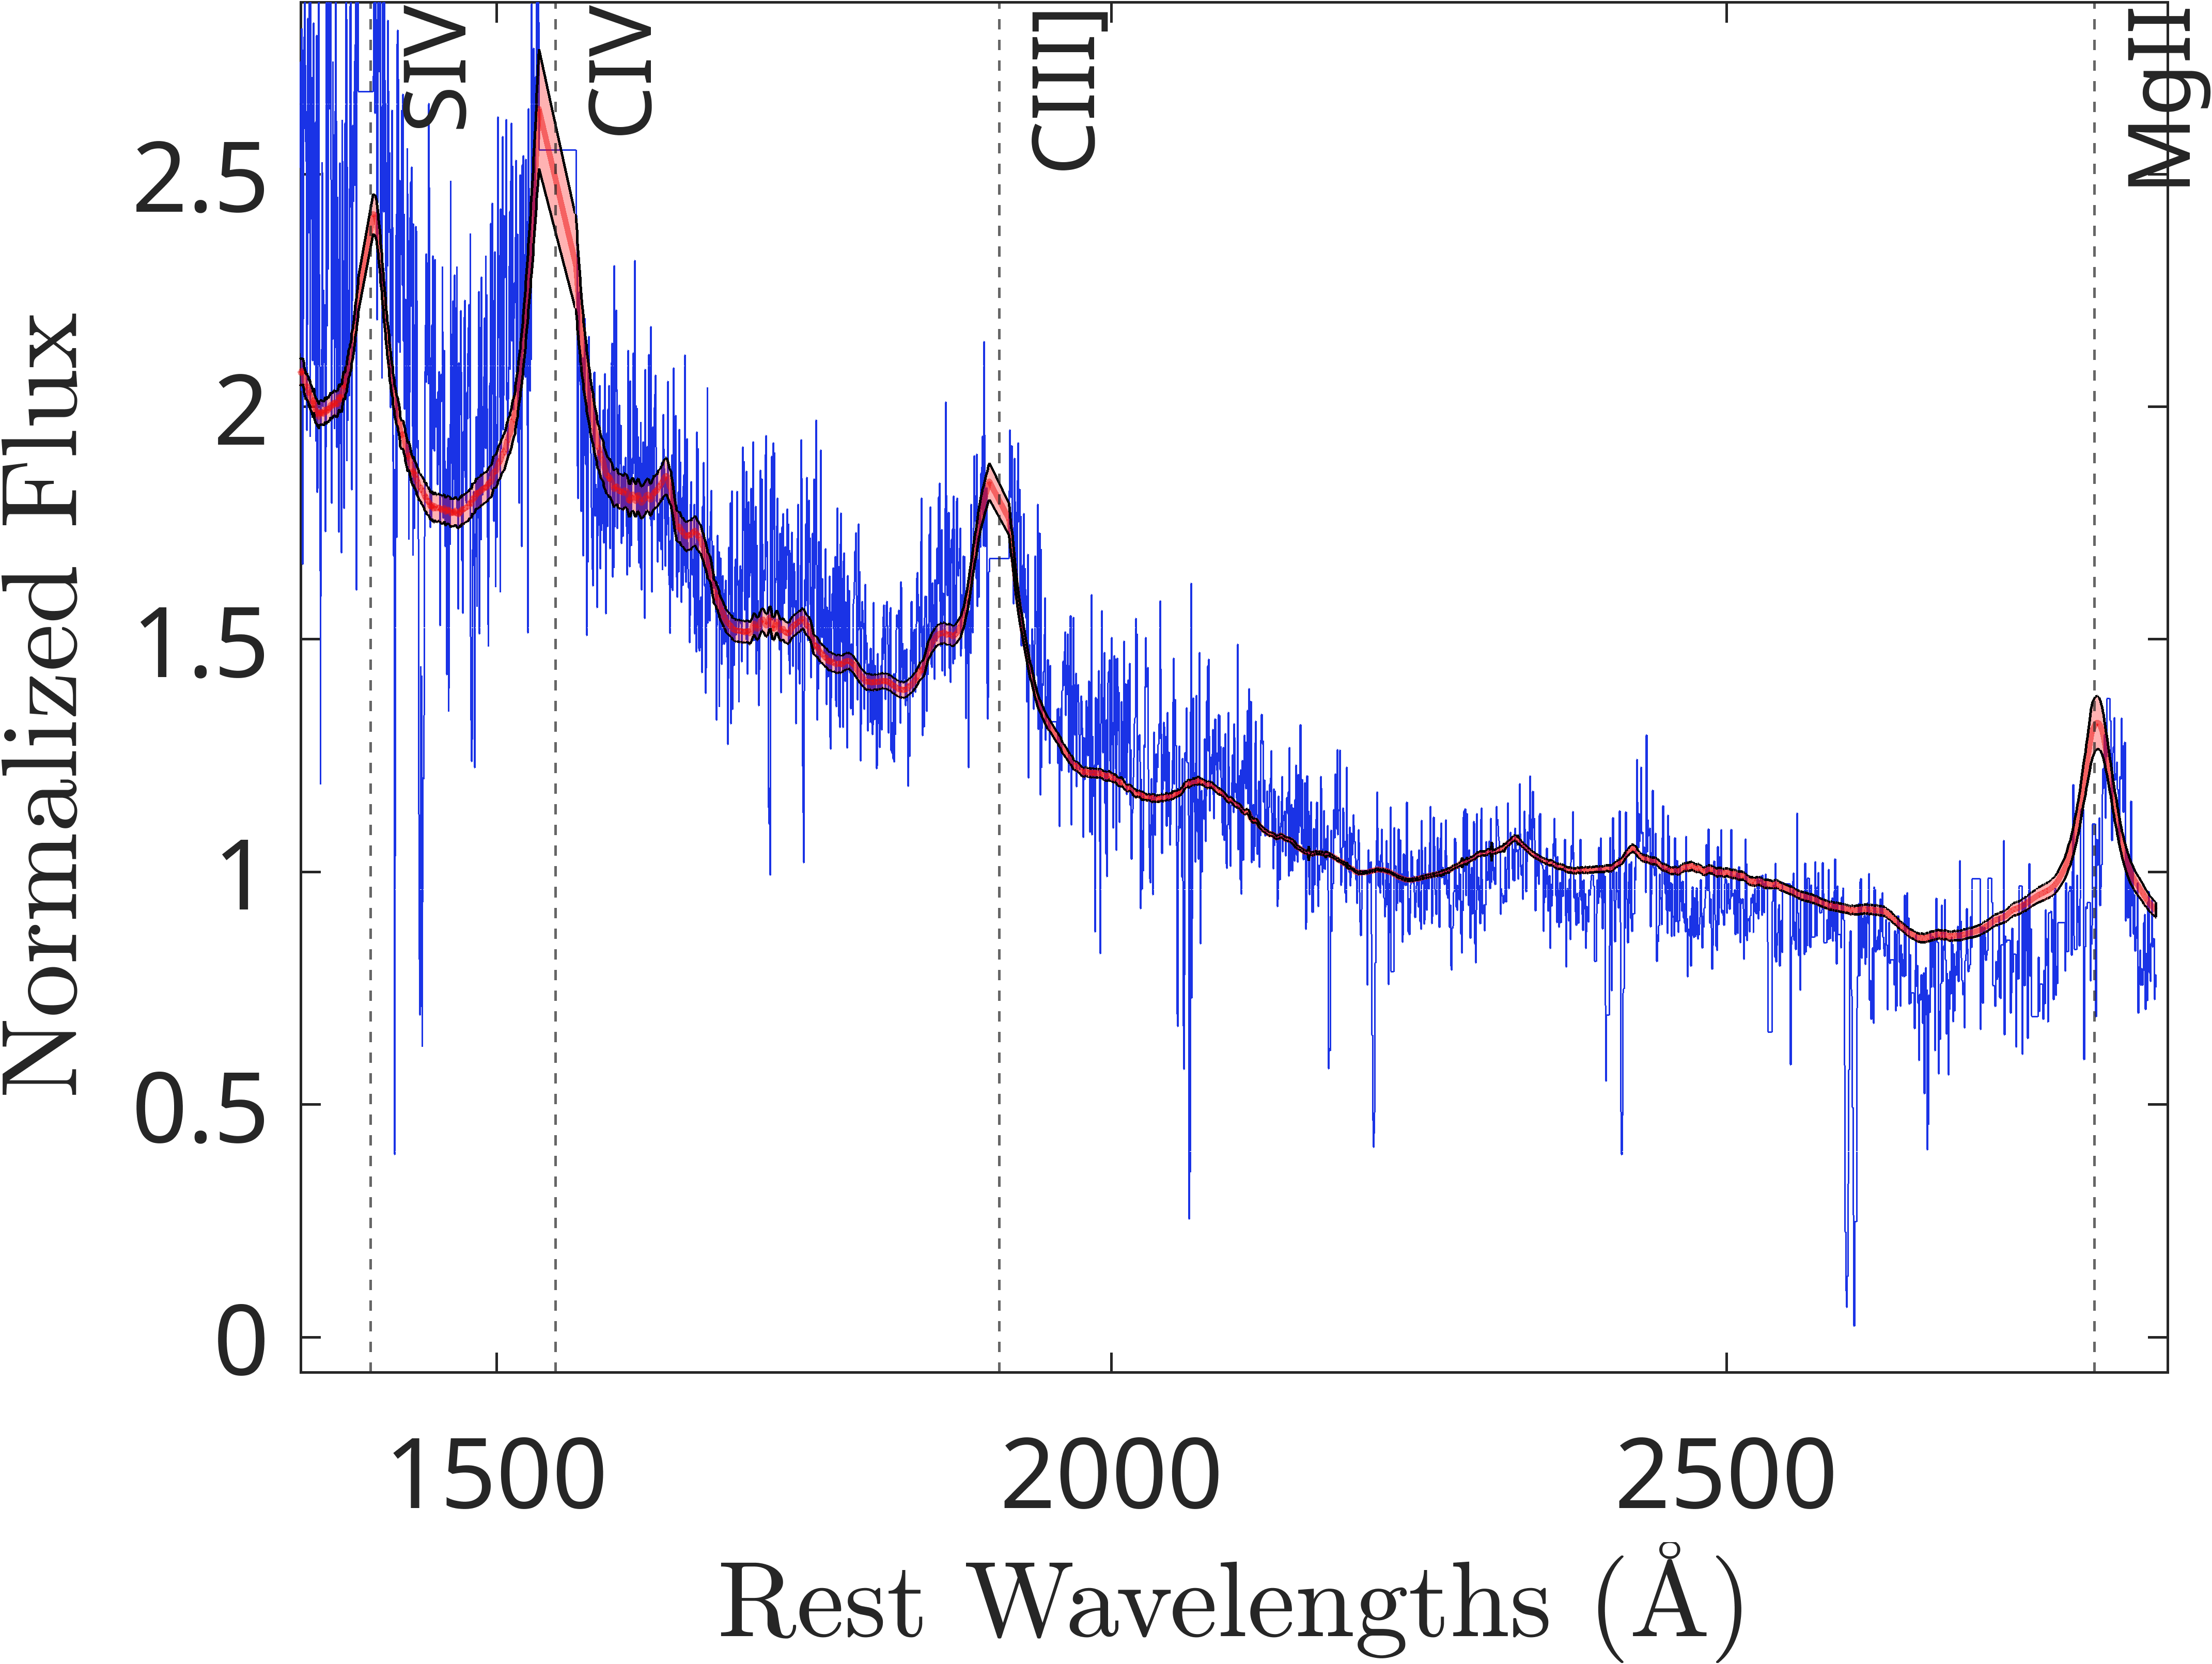 SIV
CIV
CIII]
MgII
2.5
2
1.5
1
0.5
0
Normalized Flux
1500
2000
2500
Rest Wavelengths (Å)